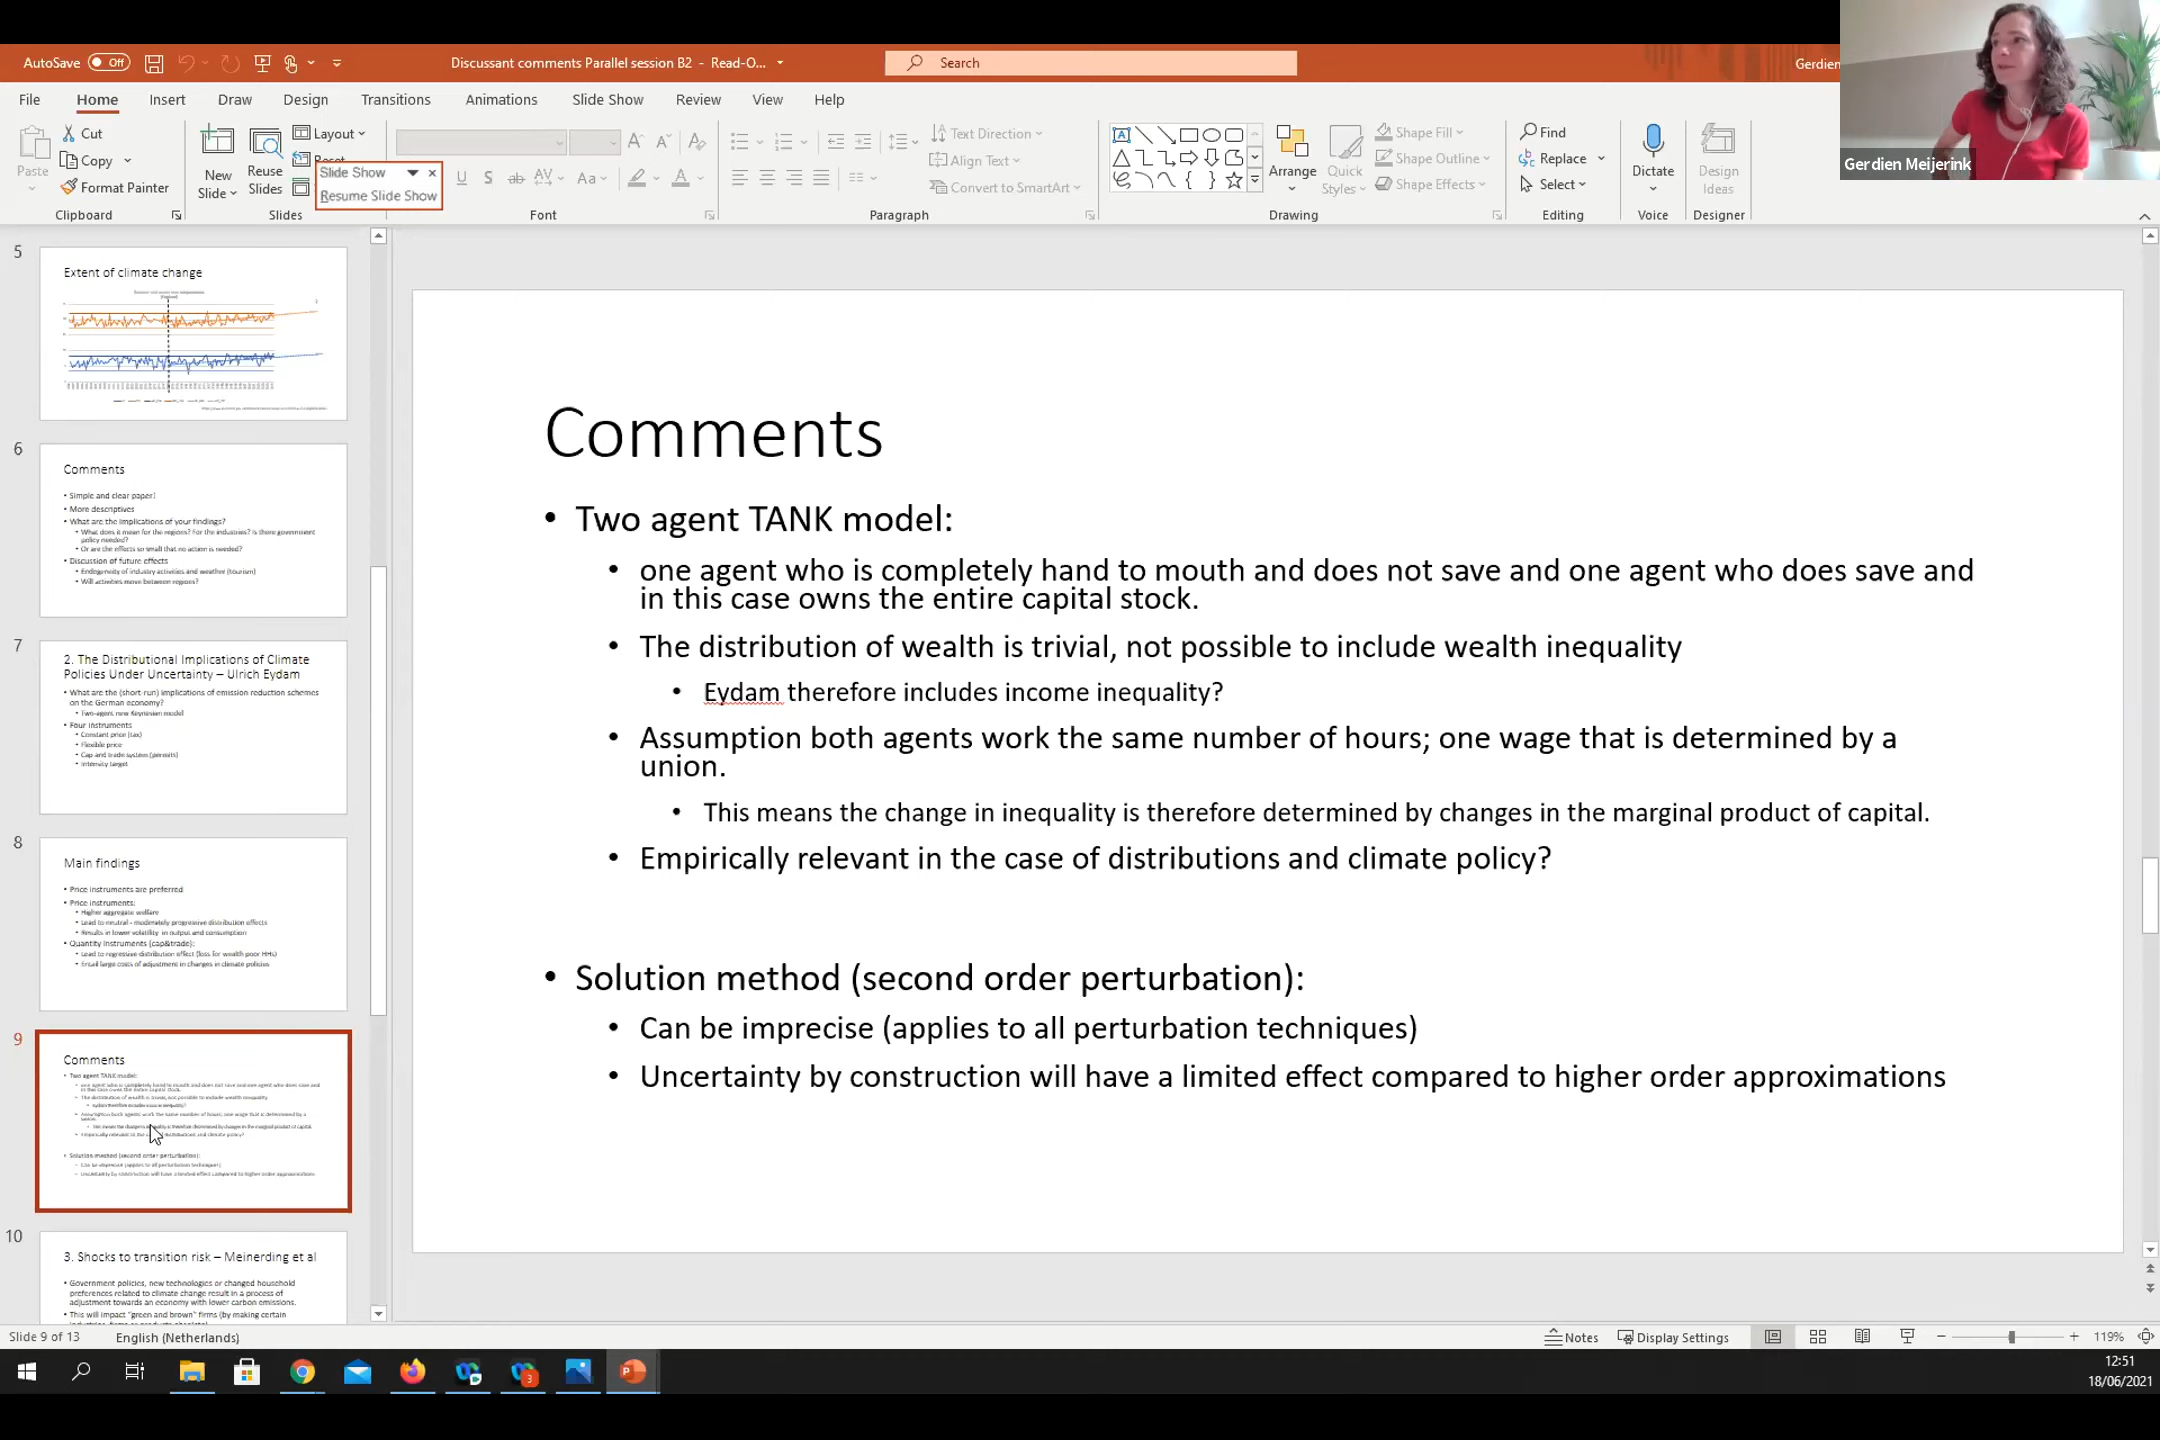 AutoSave Off
Discussant comments Parallel session B2 - Read-O...
Search
Gerdien
Gerdien Meijerink
File Home Insert Draw Design Transitions Animations Slide Show Review View Help
Paste
Cut
Copy
Format Painter
Clipboard
New Slide
Reuse Slides
Layout
Reset
Slides
Slide Show
Resume Slide Show
Font
Text Direction
Align Text
Convert to SmartArt
Paragraph
Arrange
Quick Styles
Shape Fill
Shape Outline
Shape Effects
Drawing
Find
Replace
Select
Editing
Dictate
Voice
Design Ideas
Designer
5
Extent of climate change
6
Comments
• Simple and clear paper!
• More descriptives
• What are the implications of your findings?
• What does it mean for the regions? For the industries? Is there government
policy needed?
• Or are the effects so small that no action is needed?
• Discussion of future effects
• Endogeneity of industry activities and weather (tourism)
• Will activities move between regions?
7
2. The Distributional Implications of Climate
Policies Under Uncertainty – Ulrich Eydam
• What are the (short-run) implications of emission reduction schemes
on the German economy?
• Two-agent new Keynesian model
• Four instruments
• Constant price (tax)
• Flexible price
• Cap and trade system (permits)
• Intensity target
8
Main findings
• Price instruments are preferred
• Price instruments:
• Higher aggregate welfare
• Lead to neutral - moderately progressive distribution effects
• Results in lower volatility in output and consumption
• Quantity instruments (cap&trade):
• Lead to regressive distribution effect (loss for wealth poor HHs)
• Entail large costs of adjustment in changes in climate policies
9
Comments
• Two agent TANK model:
• Solution method (second order perturbation):
10
3. Shocks to transition risk – Meinerding et al
• Government policies, new technologies or changed household
preferences related to climate change result in a process of
adjustment towards an economy with lower carbon emissions.
• This will impact "green and brown" firms (by making certain
Comments
• Two agent TANK model:
• one agent who is completely hand to mouth and does not save and one agent who does save and
in this case owns the entire capital stock.
• The distribution of wealth is trivial, not possible to include wealth inequality
• Eydam therefore includes income inequality?
• Assumption both agents work the same number of hours; one wage that is determined by a
union.
• This means the change in inequality is therefore determined by changes in the marginal product of capital.
• Empirically relevant in the case of distributions and climate policy?
• Solution method (second order perturbation):
• Can be imprecise (applies to all perturbation techniques)
• Uncertainty by construction will have a limited effect compared to higher order approximations
Slide 9 of 13
English (Netherlands)
Notes
Display Settings
119%
3
12:51
18/06/2021